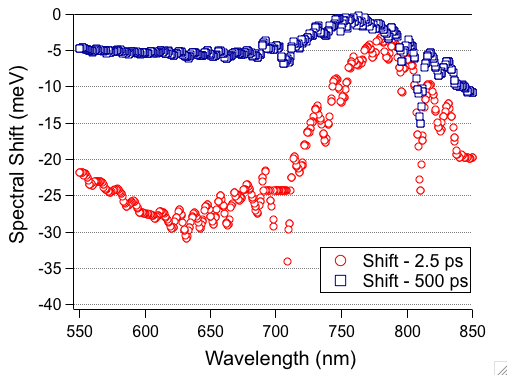 0
-5
-10
-15
-20
-25
-30
-35
-40
Spectral Shift (meV)
Shift - 2.5 ps
Shift - 500 ps
550 600 650 700 750 800 850
Wavelength (nm)